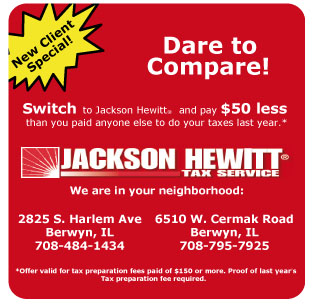 New Client
Special!
Dare to
Compare!
Switch to Jackson Hewitt® and pay $50 less
than you paid anyone else to do your taxes last year.*
JACKSON HEWITT®
TAX SERVICE
We are in your neighborhood:
2825 S. Harlem Ave 6510 W. Cermak Road
Berwyn, IL Berwyn, IL
708-484-1434 708-795-7925
*Offer valid for tax preparation fees paid of $150 or more. Proof of last year's
Tax preparation fee required.